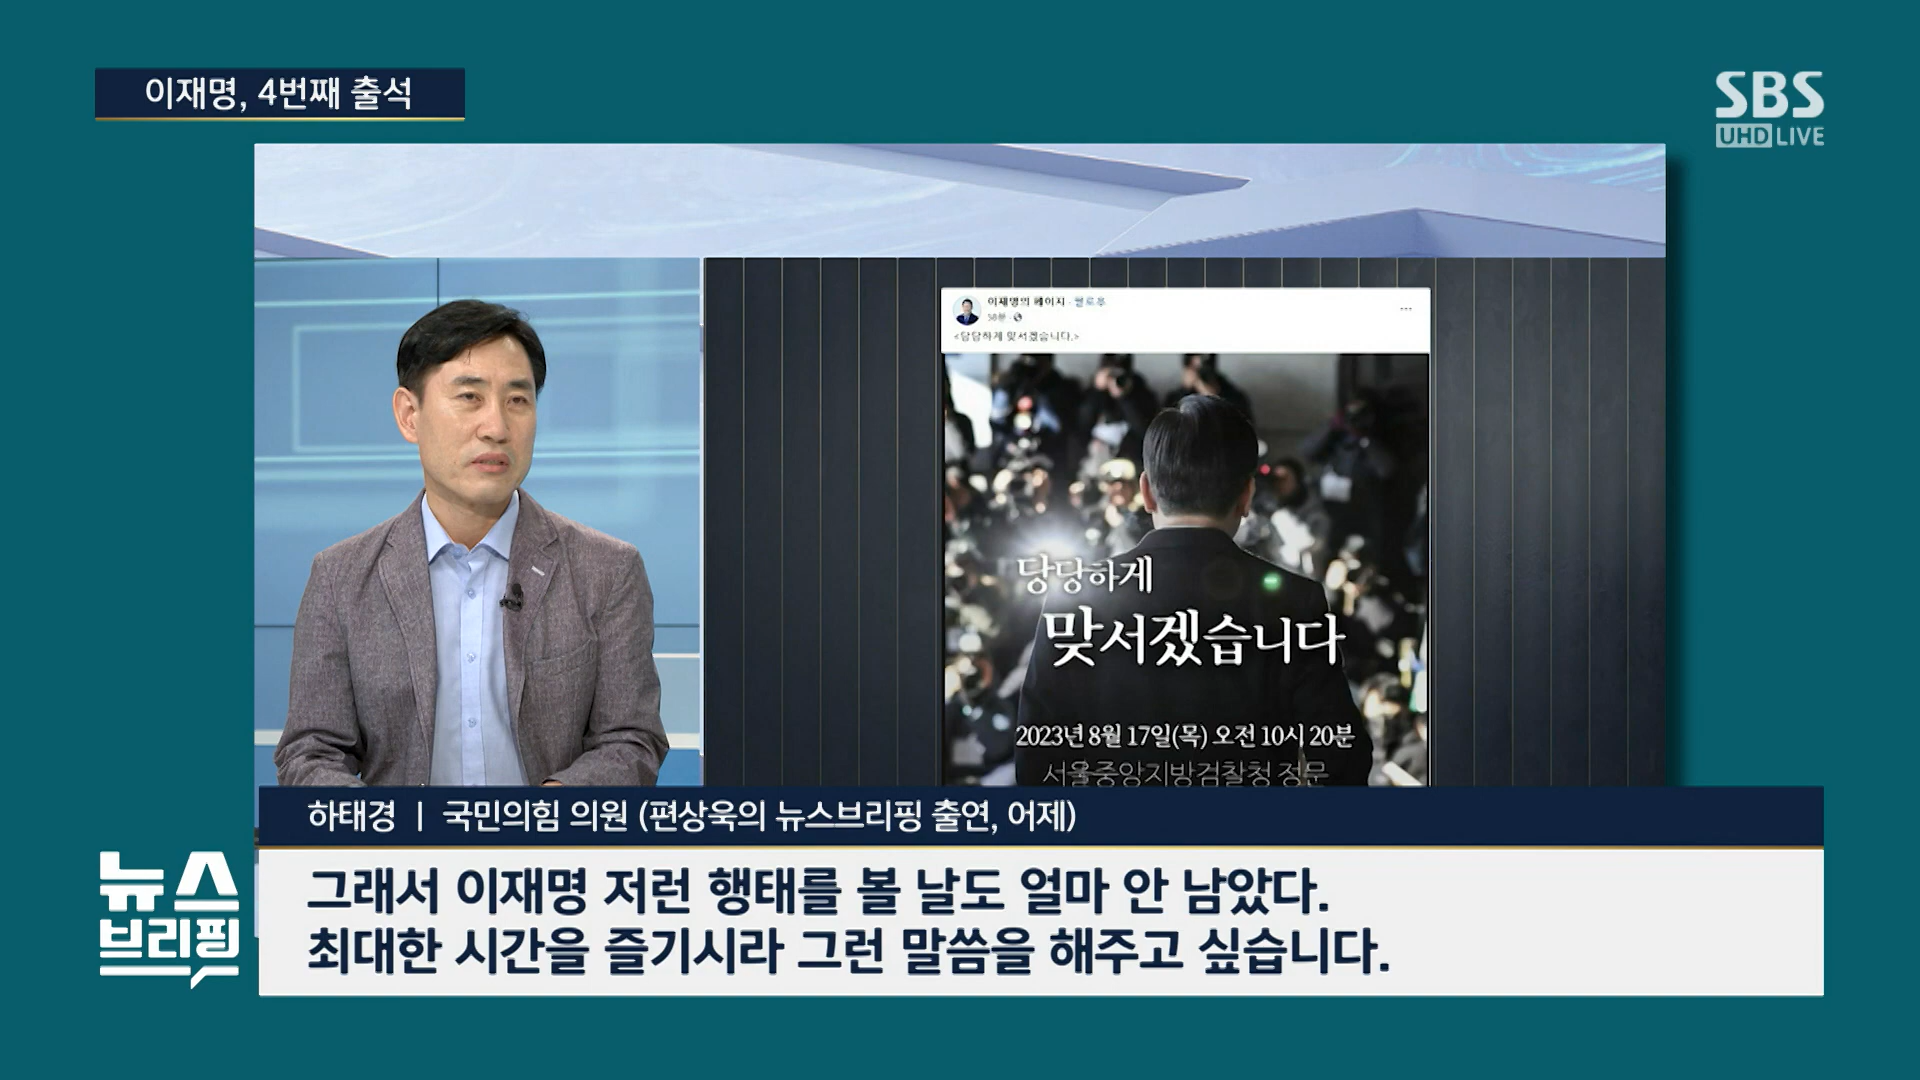 이재명, 4번째 출석
SBS
UHD LIVE
이재명의 페이지 · 팔로우
50분 ·
<당당하게 맞서겠습니다.>
당당하게
맞서겠습니다
2023년 8월 17일(목) 오전 10시 20분
서울중앙지방검찰청 정문
하태경 | 국민의힘 의원 (편상욱의 뉴스브리핑 출연, 어제)
뉴스
브리핑
그래서 이재명 저런 행태를 볼 날도 얼마 안 남았다.
최대한 시간을 즐기시라 그런 말씀을 해주고 싶습니다.